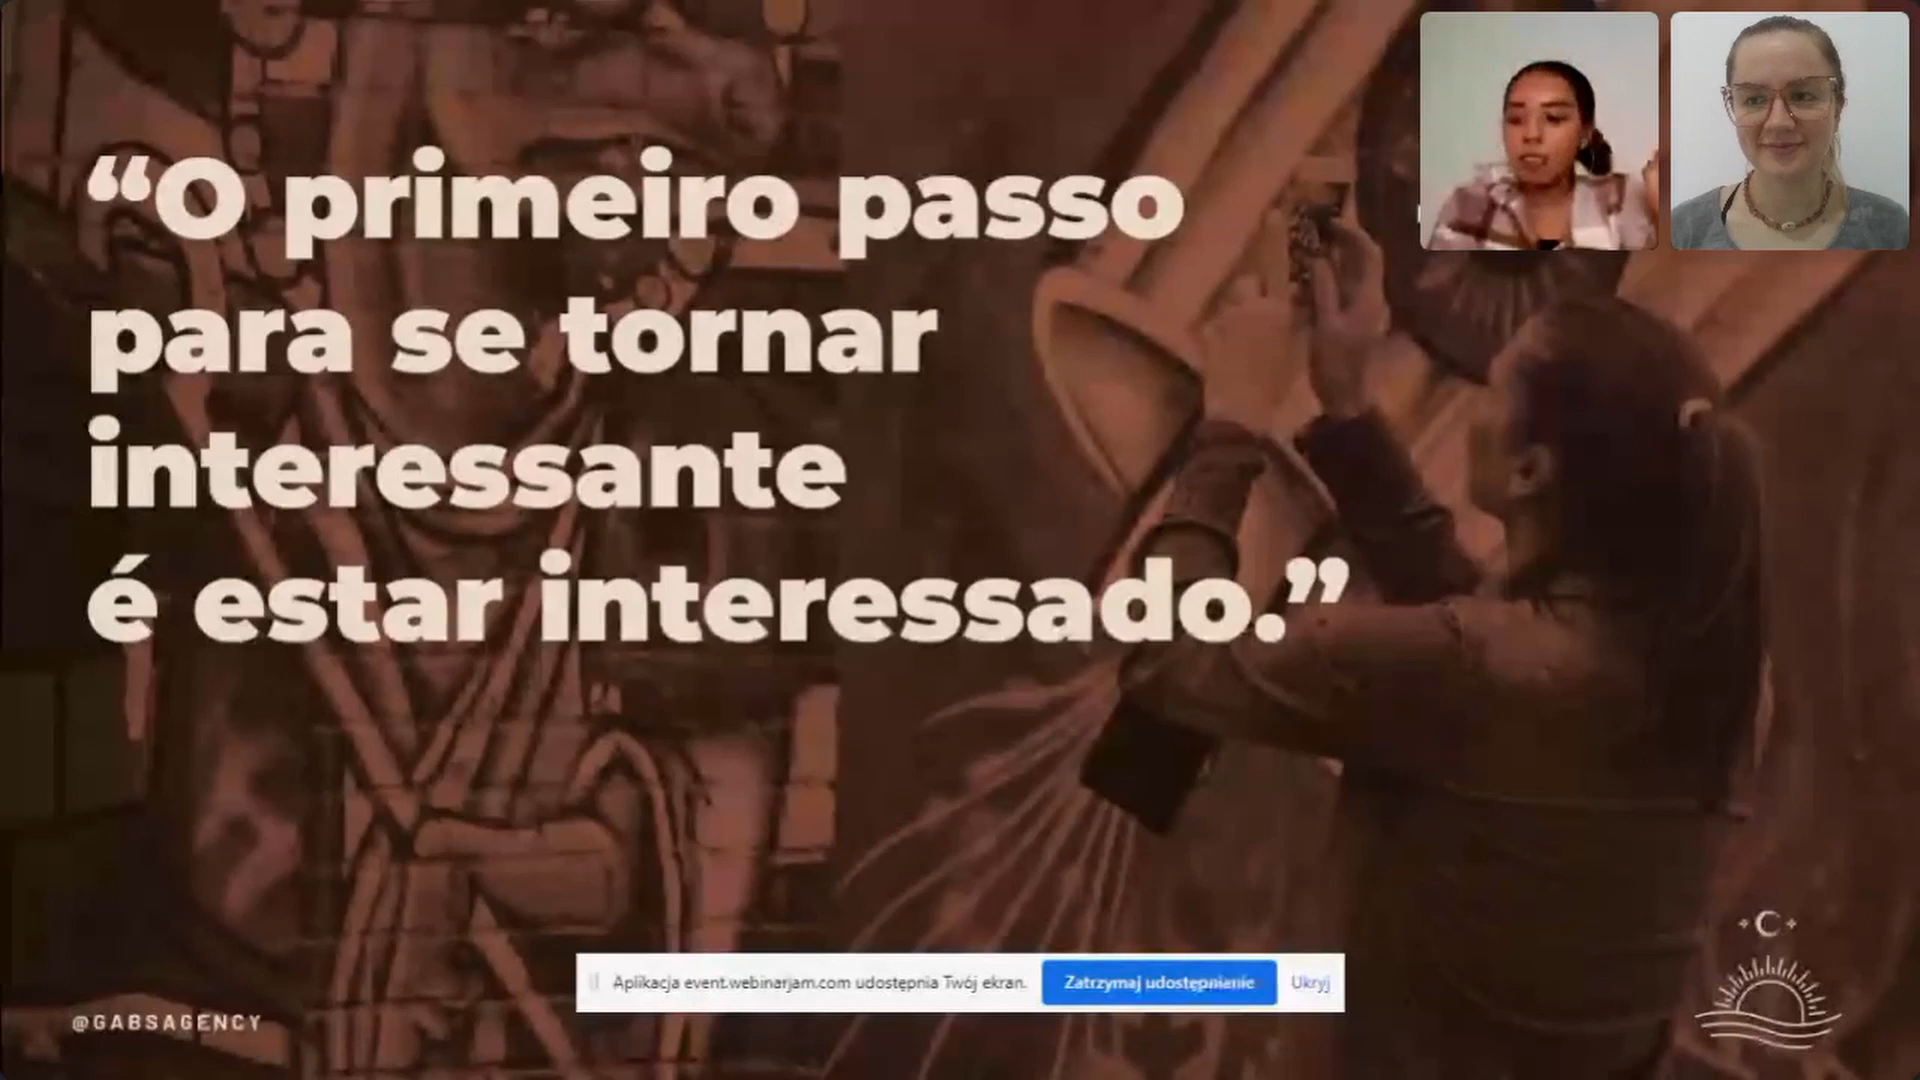 “O primeiro passo
para se tornar
interessante
é estar interessado.”
Aplikacja event.webinarjam.com udostępnia Twój ekran.
Zatrzymaj udostępnianie
Ukryj
@GABSAGENCY